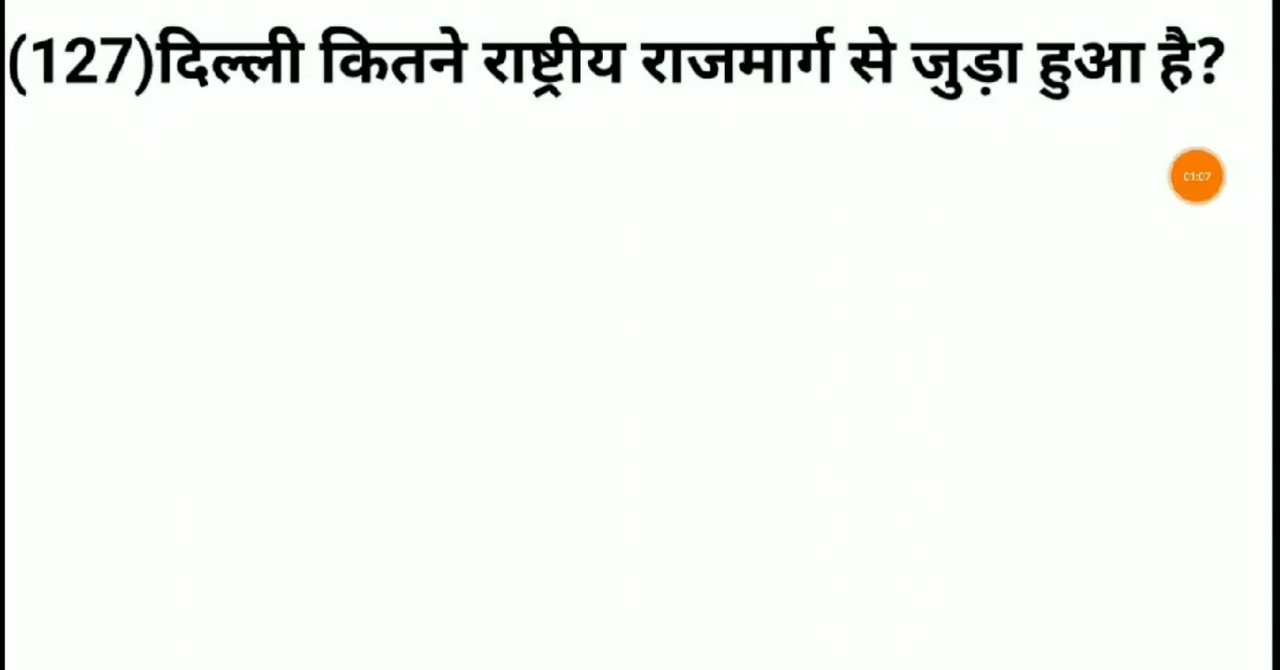 (127)दिल्ली कितने राष्ट्रीय राजमार्ग से जुड़ा हुआ है?
01:07